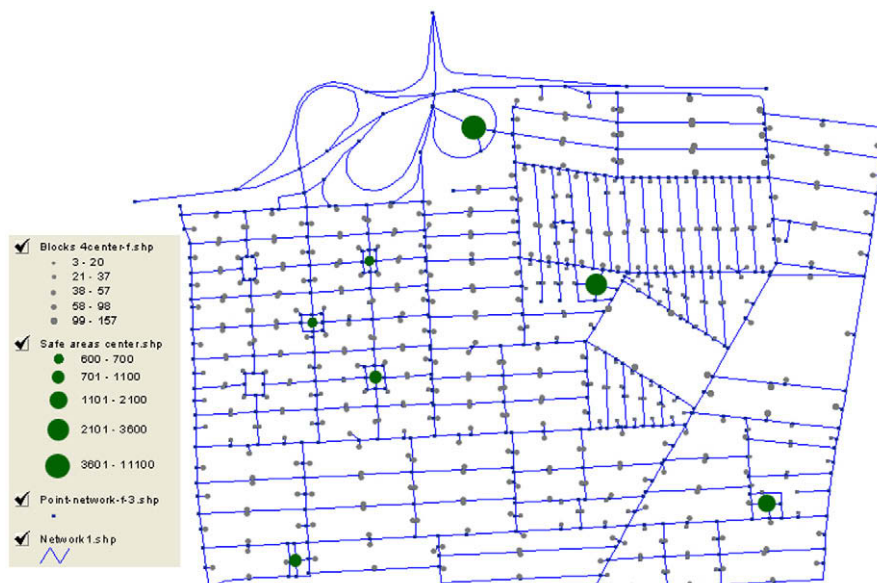 Blocks 4center-f.shp
3 - 20
21 - 37
38 - 57
58 - 98
99 - 157
Safe areas center.shp
600 - 700
701 - 1100
1101 - 2100
2101 - 3600
3601 - 11100
Point-network-f-3.shp
Network1.shp